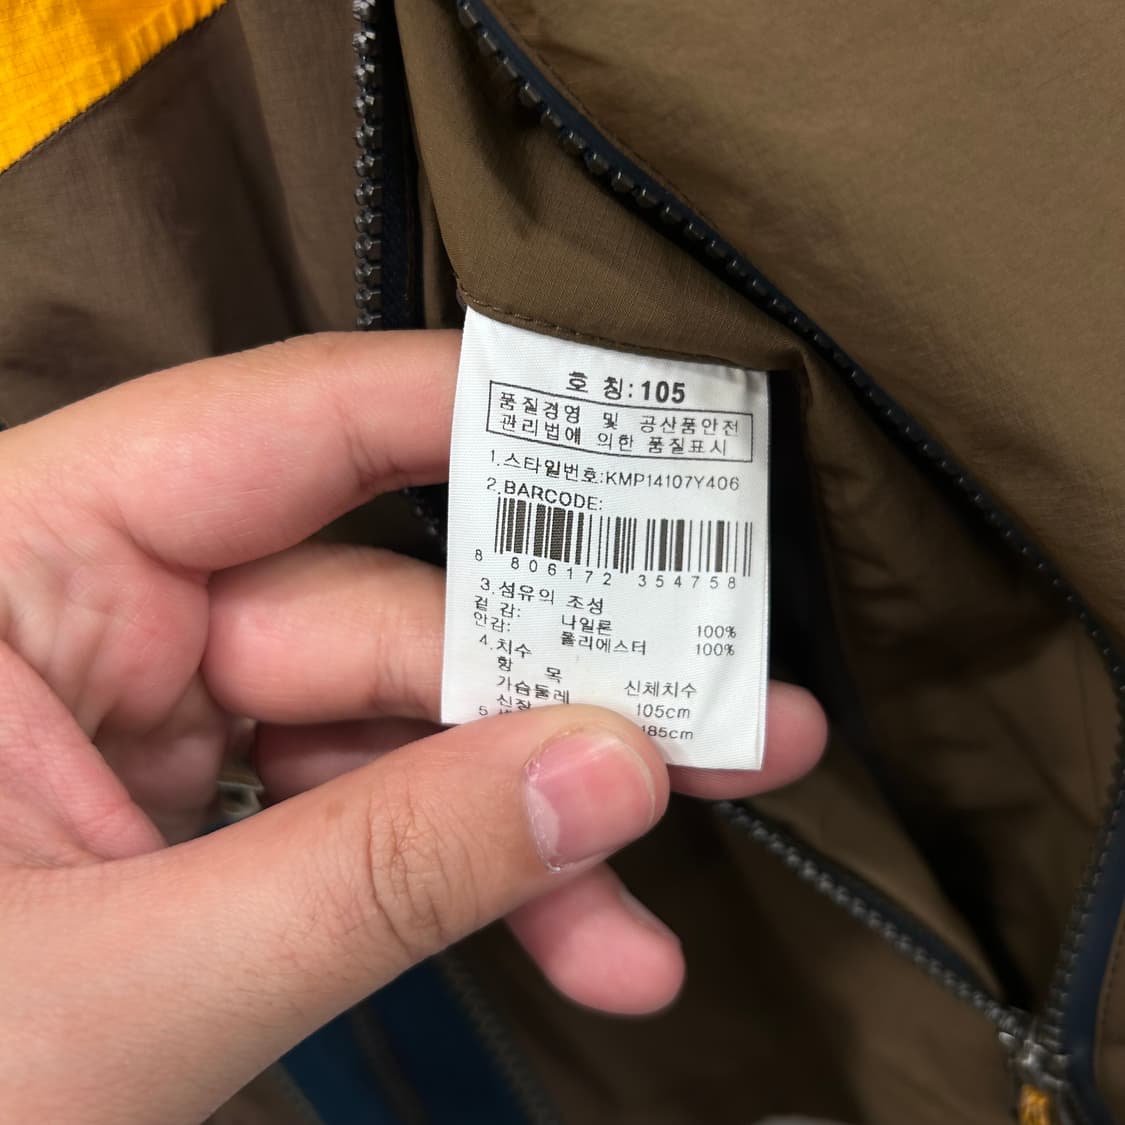 호 칭:105
품질경영 및 공산품안전
관리법에 의한 품질표시
1.스타일번호:KMP14107Y406
2.BARCODE:
8 806172 354758
3.섬유의 조성
겉 감: 나일론 100%
안감: 폴리에스터 100%
4.치수
항 목 신체치수
가슴둘레 105cm
신장 185cm
5